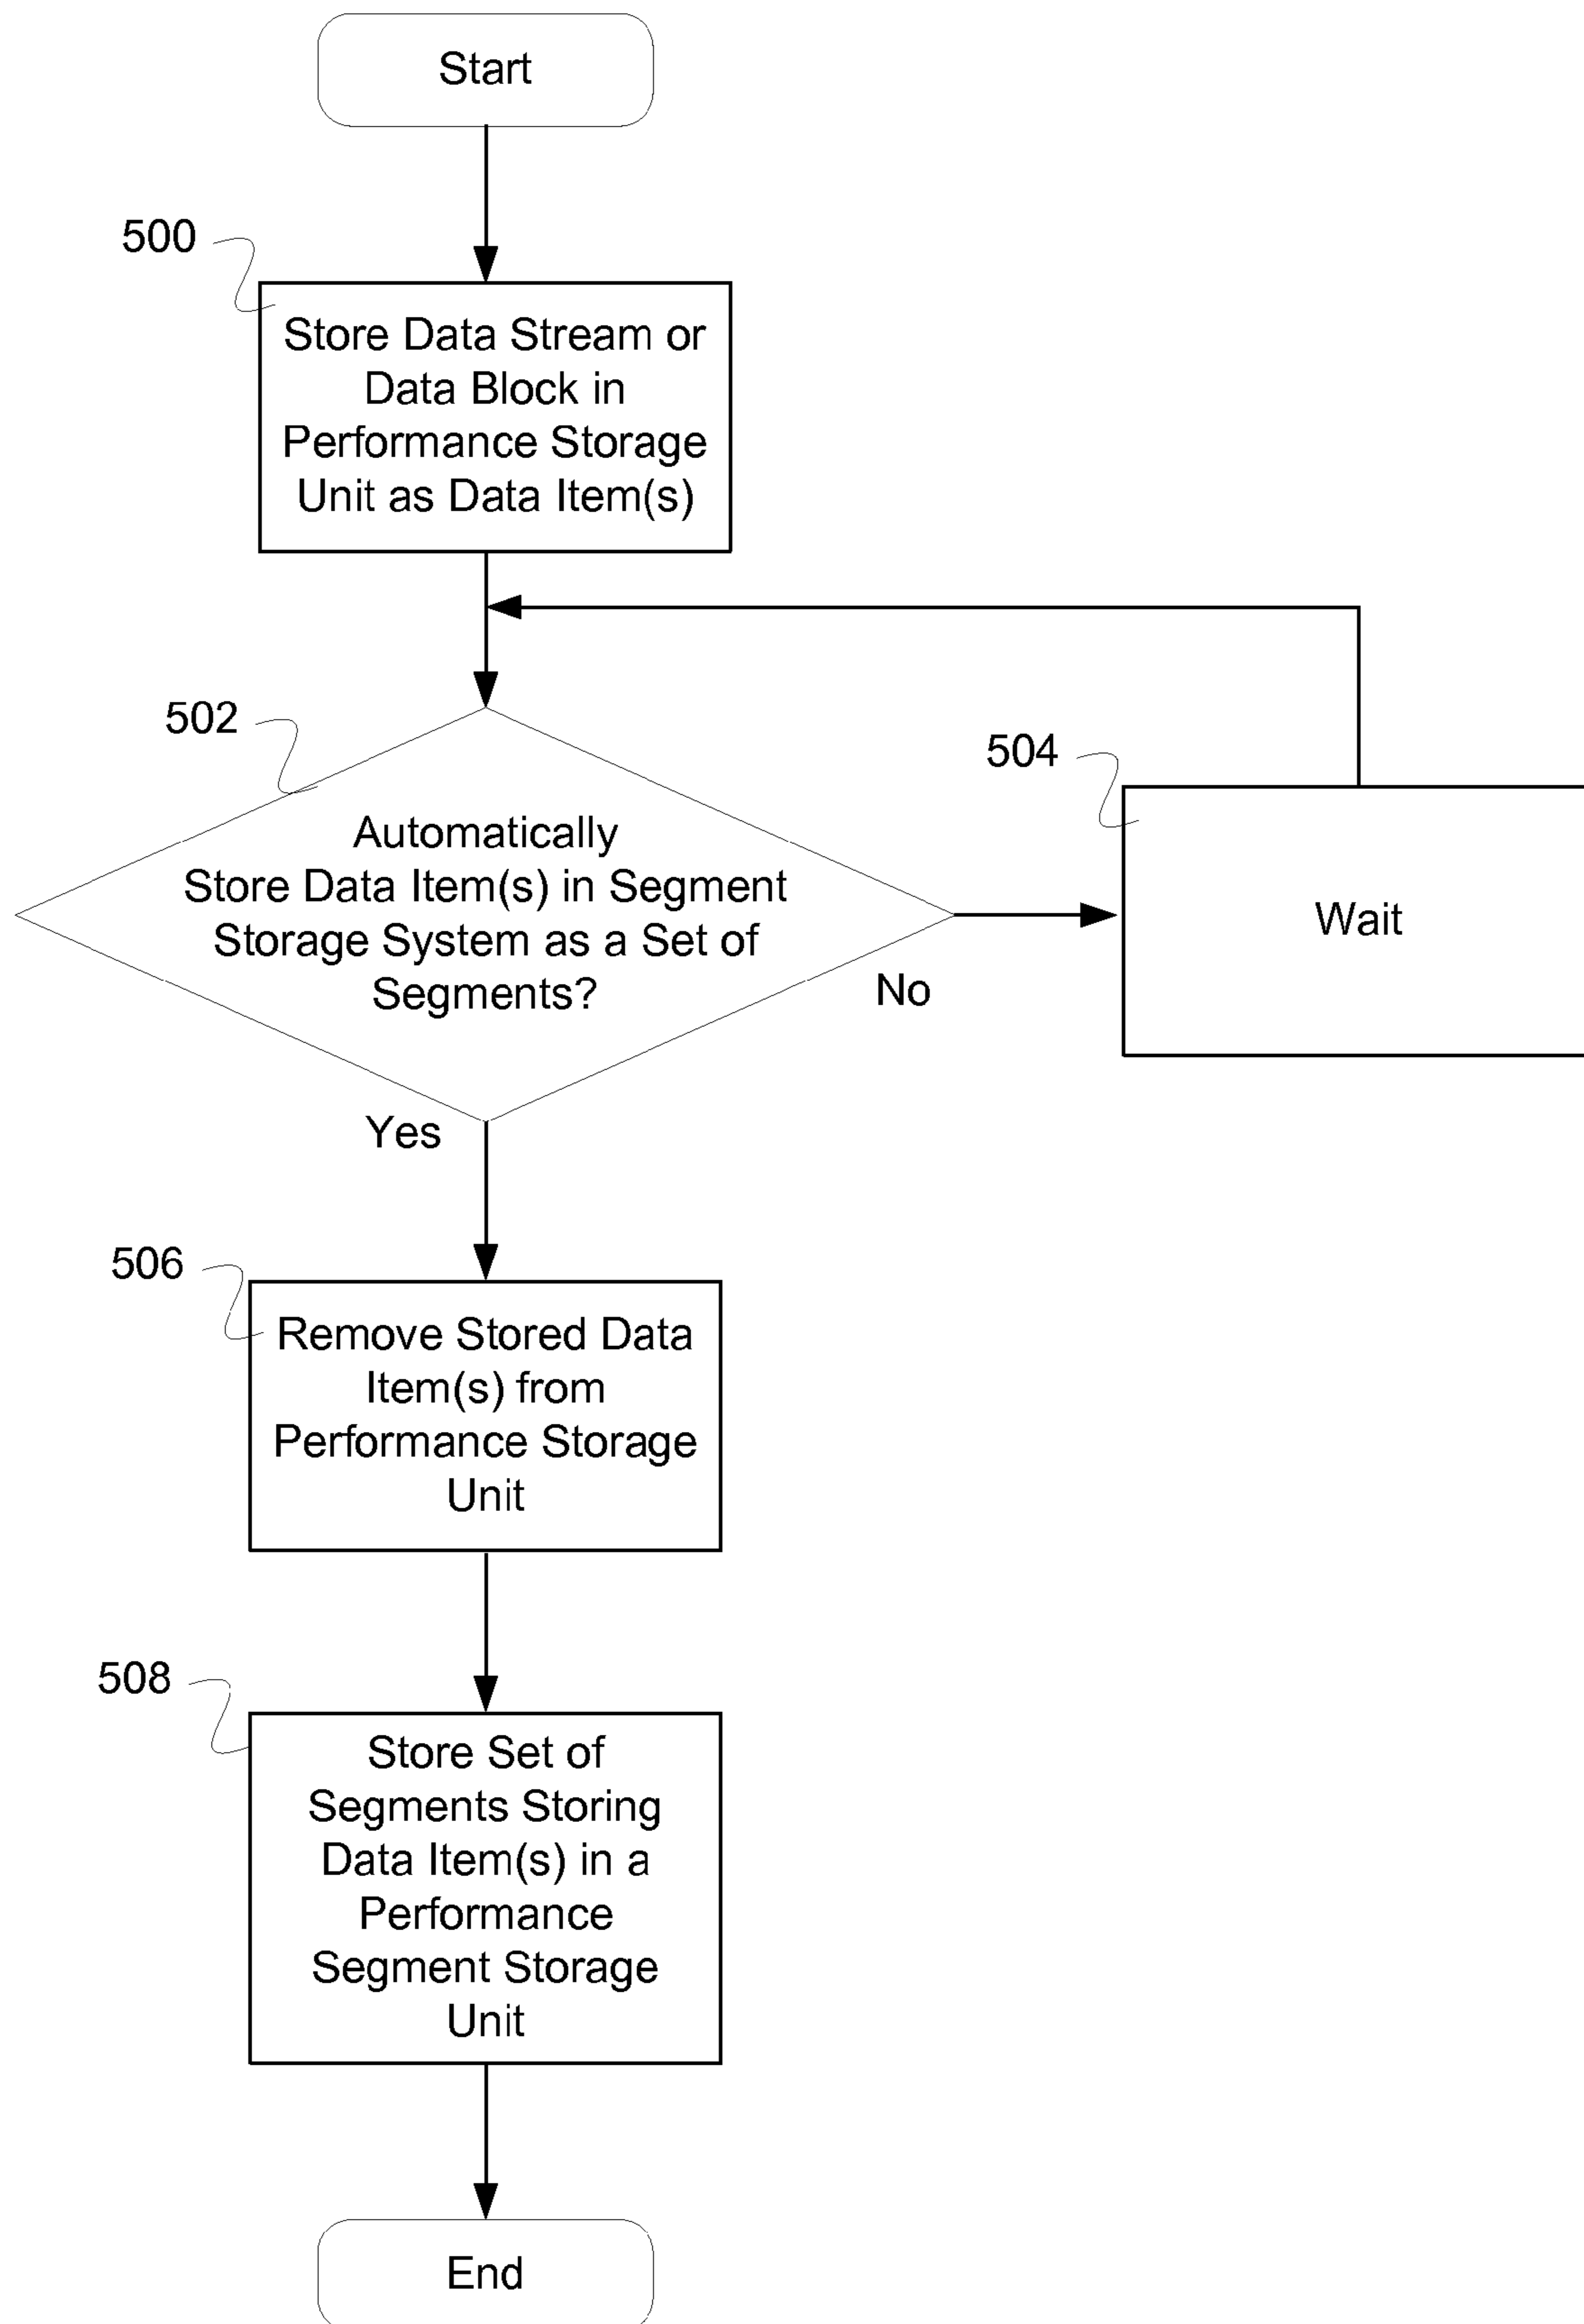 Start
500
Store Data Stream or
Data Block in
Performance Storage
Unit as Data Item(s)
502
Automatically
Store Data Item(s) in Segment
Storage System as a Set of
Segments?
504
Wait
No
Yes
506
Remove Stored Data
Item(s) from
Performance Storage
Unit
508
Store Set of
Segments Storing
Data Item(s) in a
Performance
Segment Storage
Unit
End